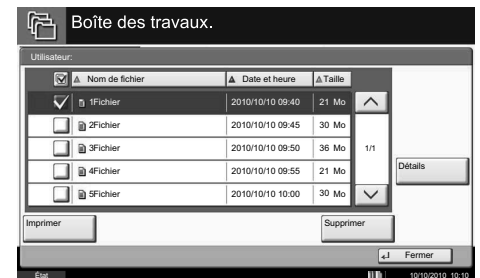 Boîte des travaux.
Utilisateur:
Nom de fichier Date et heure Taille
1Fichier 2010/10/10 09:40 21 Mo
2Fichier 2010/10/10 09:45 30 Mo
3Fichier 2010/10/10 09:50 36 Mo 1/1
4Fichier 2010/10/10 09:55 21 Mo
Détails
5Fichier 2010/10/10 10:00 30 Mo
Imprimer Supprimer
Fermer
État 10/10/2010 10:10